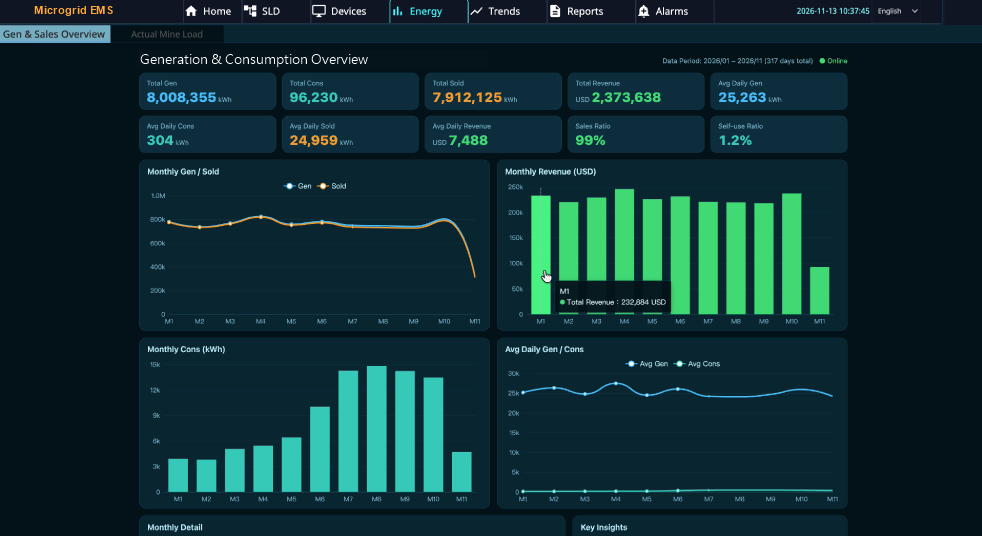 Microgrid EMS
Home
SLD
Devices
Energy
Trends
Reports
Alarms
2026-11-13 10:37:45
English
Gen & Sales Overview
Actual Mine Load
Generation & Consumption Overview
Data Period: 2026/01 – 2026/11 (317 days total)
Online
Total Gen
8,008,355 kWh
Total Cons
96,230 kWh
Total Sold
7,912,125 kWh
Total Revenue
USD 2,373,638
Avg Daily Gen
25,263 kWh
Avg Daily Cons
304 kWh
Avg Daily Sold
24,959 kWh
Avg Daily Revenue
USD 7,488
Sales Ratio
99%
Self-use Ratio
1.2%
Monthly Gen / Sold
Gen Sold
1.0M
800k
600k
400k
200k
0
M1 M2 M3 M4 M5 M6 M7 M8 M9 M10 M11
Monthly Revenue (USD)
250k
200k
150k
100k
50k
0
M1
Total Revenue : 232,884 USD
M1 M2 M3 M4 M5 M6 M7 M8 M9 M10 M11
Monthly Cons (kWh)
15k
12k
9k
6k
3k
0
M1 M2 M3 M4 M5 M6 M7 M8 M9 M10 M11
Avg Daily Gen / Cons
Avg Gen Avg Cons
30k
25k
20k
15k
10k
5k
0
M1 M2 M3 M4 M5 M6 M7 M8 M9 M10 M11
Monthly Detail
Key Insights